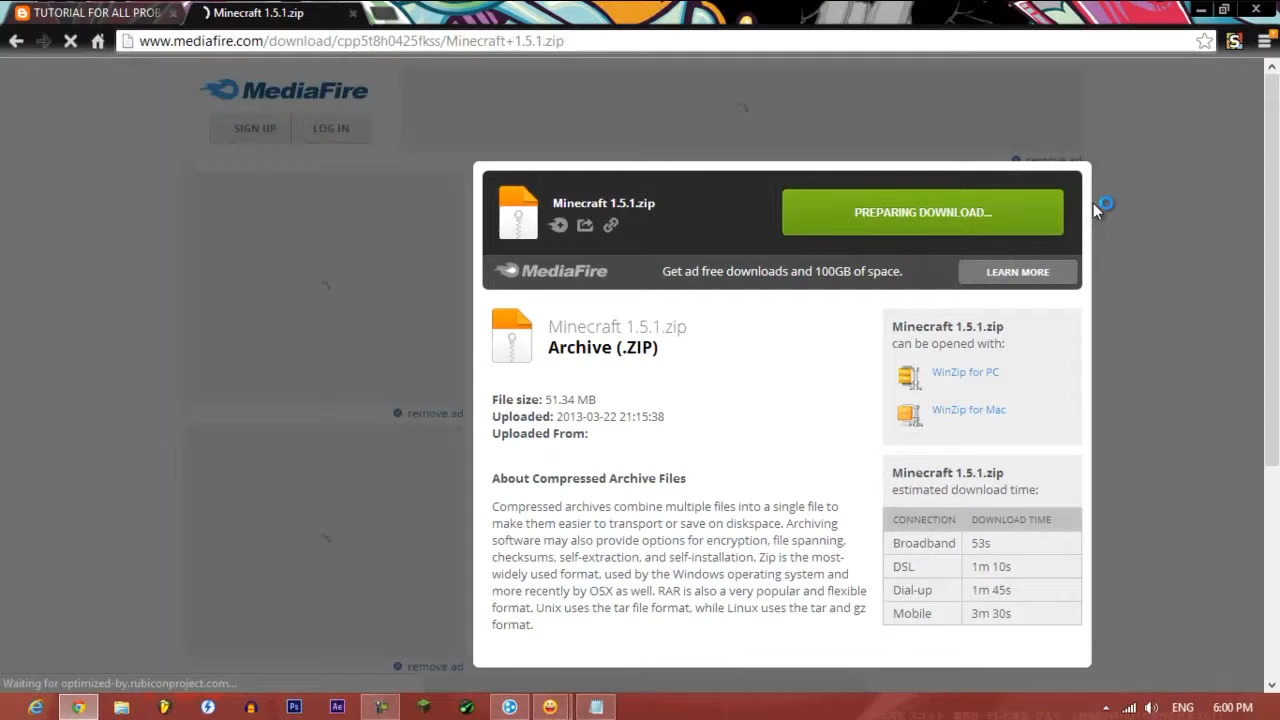 TUTORIAL FOR ALL PROB
Minecraft 1.5.1.zip
www.mediafire.com/download/cpp5t8h0425fkss/Minecraft+1.5.1.zip
MediaFire
SIGN UP
LOG IN
remove ad
Minecraft 1.5.1.zip
PREPARING DOWNLOAD...
MediaFire
Get ad free downloads and 100GB of space.
LEARN MORE
Minecraft 1.5.1.zip
Archive (.ZIP)
File size: 51.34 MB
Uploaded: 2013-03-22 21:15:38
Uploaded From:
About Compressed Archive Files
Compressed archives combine multiple files into a single file to
make them easier to transport or save on diskspace. Archiving
software may also provide options for encryption, file spanning,
checksums, self-extraction, and self-installation. Zip is the most-
widely used format, used by the Windows operating system and
more recently by OSX as well. RAR is also a very popular and flexible
format. Unix uses the tar file format, while Linux uses the tar and gz
format.
Minecraft 1.5.1.zip
can be opened with:
WinZip for PC
WinZip for Mac
Minecraft 1.5.1.zip
estimated download time:
CONNECTION DOWNLOAD TIME
Broadband 53s
DSL 1m 10s
Dial-up 1m 45s
Mobile 3m 30s
remove ad
remove ad
Waiting for optimized-by.rubiconproject.com...
Ps
Ae
ENG
6:00 PM